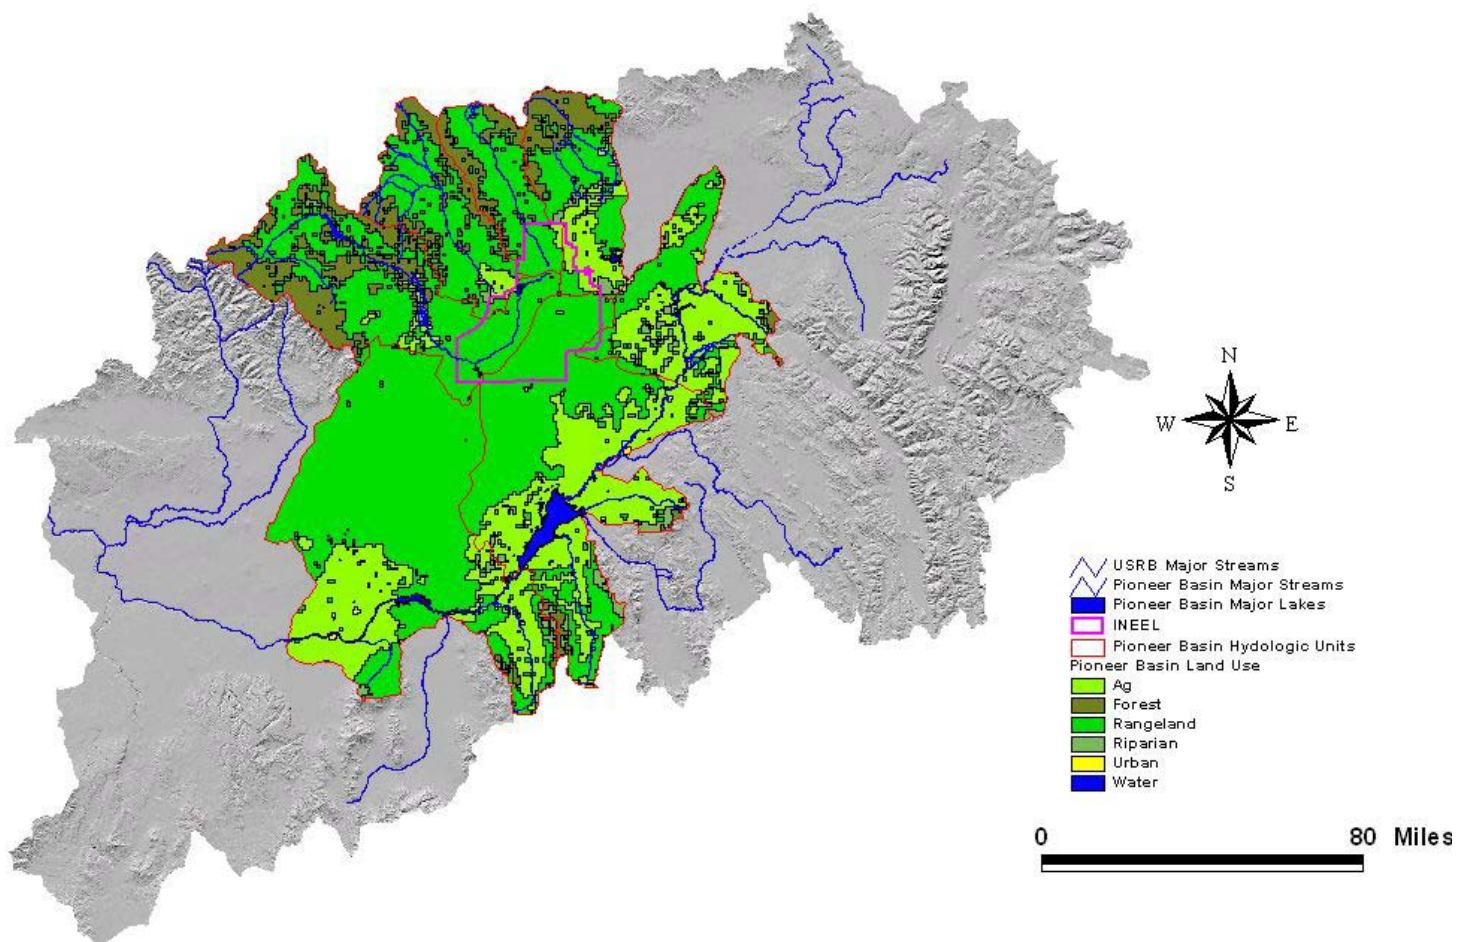 N
W E
S
USRB Major Streams
Pioneer Basin Major Streams
Pioneer Basin Major Lakes
INEEL
Pioneer Basin Hydrologic Units
Pioneer Basin Land Use
Ag
Forest
Rangeland
Riparian
Urban
Water
0 80 Miles